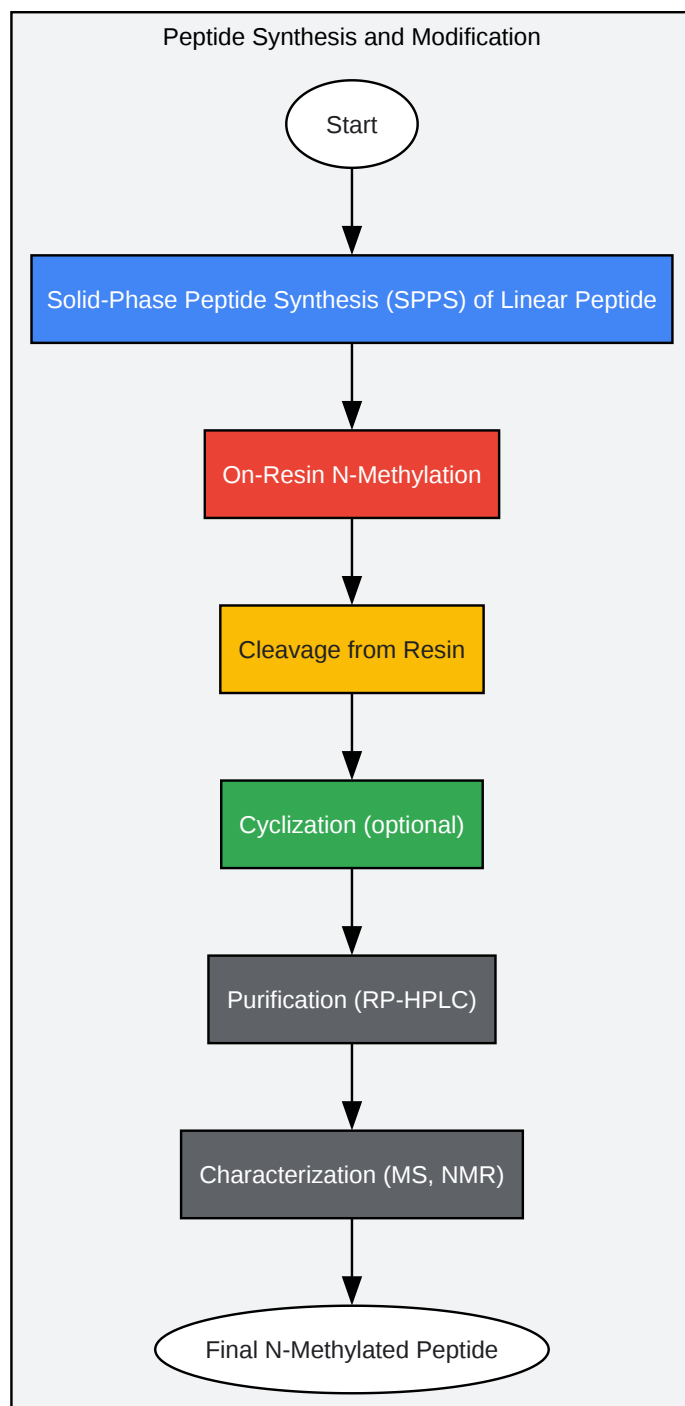 Peptide Synthesis and Modification
Start
Solid-Phase Peptide Synthesis (SPPS) of Linear Peptide
On-Resin N-Methylation
Cleavage from Resin
Cyclization (optional)
Purification (RP-HPLC)
Characterization (MS, NMR)
Final N-Methylated Peptide